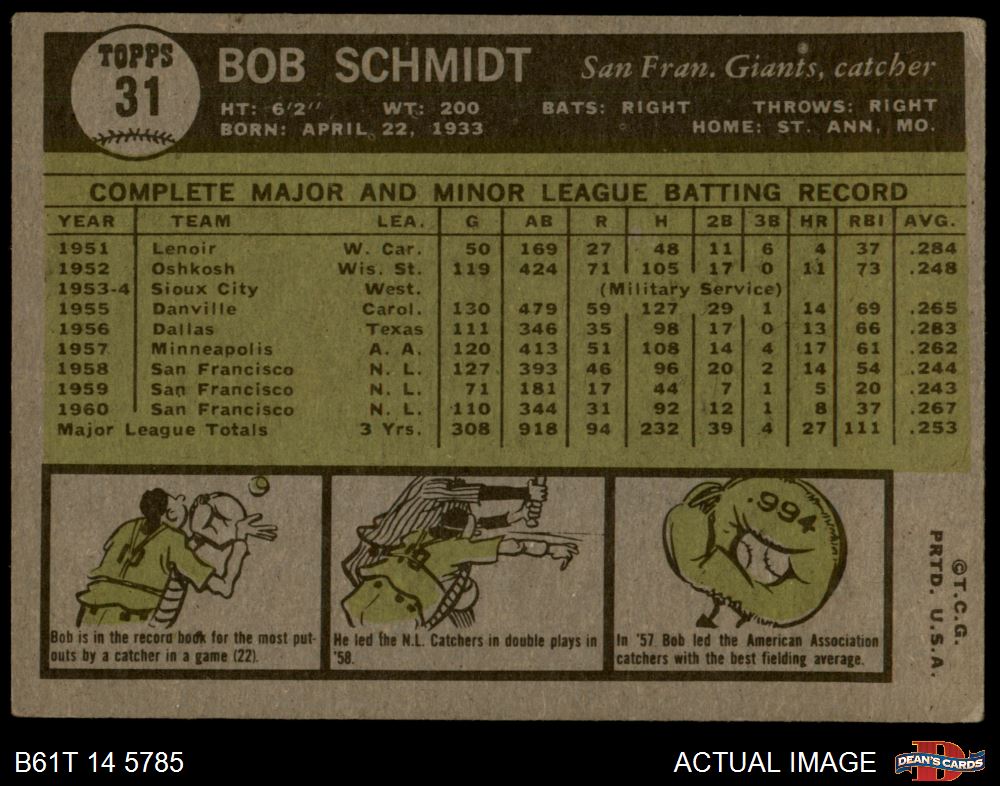 TOPPS
31
BOB SCHMIDT
San Fran. Giants, catcher
HT: 6'2" WT: 200 BATS: RIGHT THROWS: RIGHT
BORN: APRIL 22, 1933 HOME: ST. ANN, MO.
COMPLETE MAJOR AND MINOR LEAGUE BATTING RECORD
YEAR TEAM LEA. G AB R H 2B 3B HR RBI AVG.
1951 Lenoir W. Car. 50 169 27 48 11 6 4 37 .284
1952 Oshkosh Wis. St. 119 424 71 105 17 0 11 73 .248
1953-4 Sioux City West. (Military Service)
1955 Danville Carol. 130 479 59 127 29 1 14 69 .265
1956 Dallas Texas 111 346 35 98 17 0 13 66 .283
1957 Minneapolis A. A. 120 413 51 108 14 4 17 61 .262
1958 San Francisco N. L. 127 393 46 96 20 2 14 54 .244
1959 San Francisco N. L. 71 181 17 44 7 1 5 20 .243
1960 San Francisco N. L. 110 344 31 92 12 1 8 37 .267
Major League Totals 3 Yrs. 308 918 94 232 39 4 27 111 .253
Bob is in the record book for the most put-
outs by a catcher in a game (22).
He led the N.L. Catchers in double plays in
'58.
.994
In '57 Bob led the American Association
catchers with the best fielding average.
©T.C.G.
PRTD. U.S.A.
B61T 14 5785
ACTUAL IMAGE
D
DEAN'S CARDS